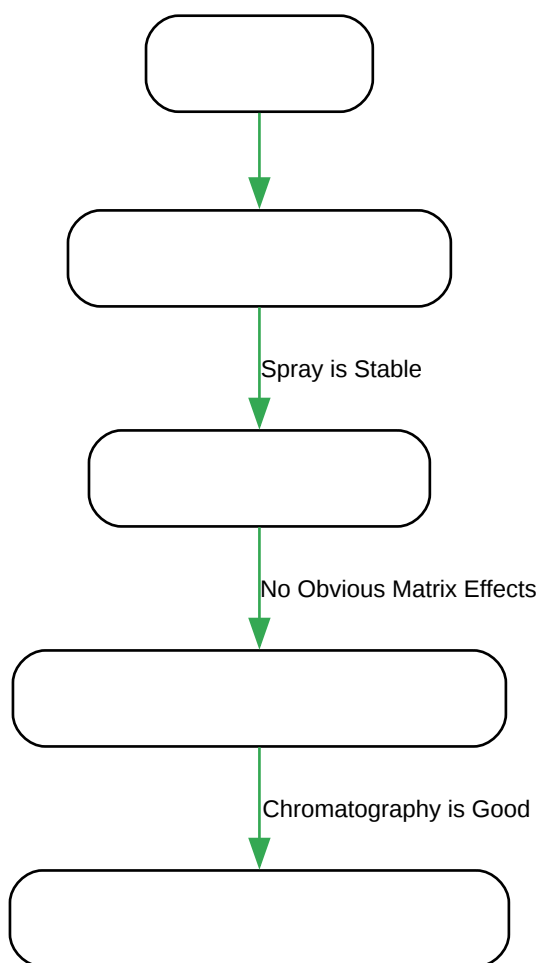 Spray is Stable
No Obvious Matrix Effects
Chromatography is Good